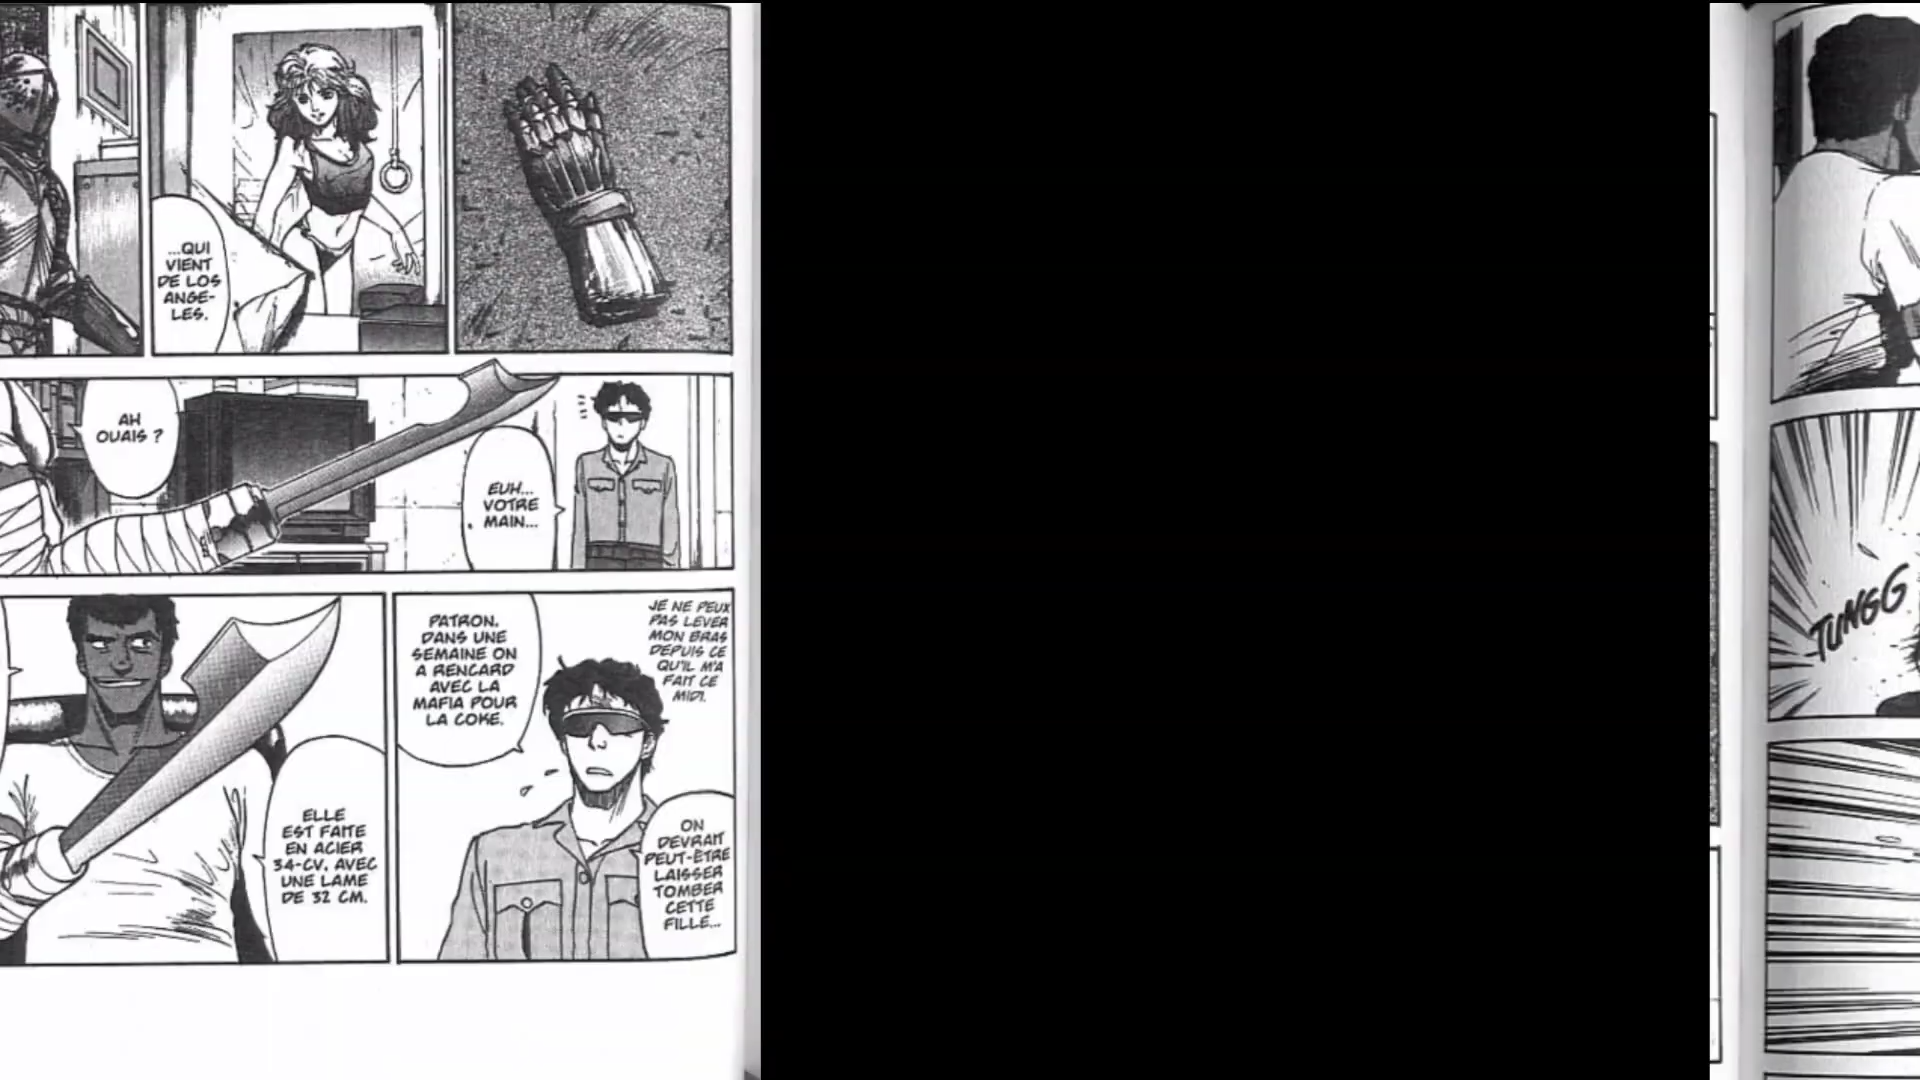 ...QUI
VIENT
DE LOS
ANGE-
LES.
AH
OUAIS ?
EUH...
VOTRE
MAIN...
ELLE
EST FAITE
EN ACIER
34-CV, AVEC
UNE LAME
DE 32 CM.
PATRON,
DANS UNE
SEMAINE ON
A RENCARD
AVEC LA
MAFIA POUR
LA COKE.
JE NE PEUX
PAS LEVER
MON BRAS
DEPUIS CE
QU'IL M'A
FAIT CE
MIDI.
ON
DEVRAIT
PEUT-ÊTRE
LAISSER
TOMBER
CETTE
FILLE...
TUNGG